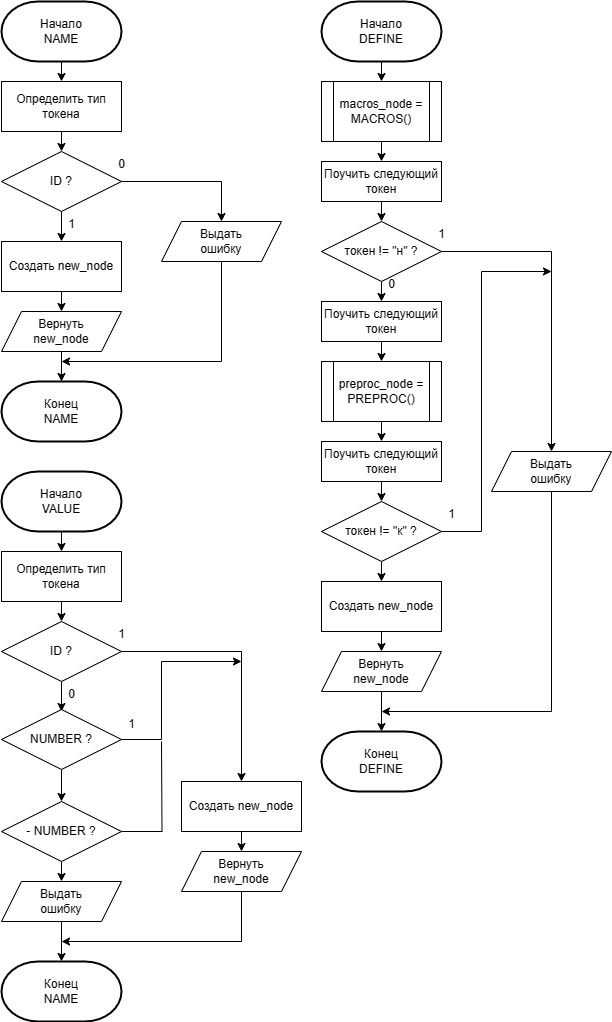 Начало
NAME
Определить тип
токена
ID ?
0
1
Выдать
ошибку
Создать new_node
Вернуть
new_node
Конец
NAME
Начало
VALUE
Определить тип
токена
ID ?
1
0
NUMBER ?
1
- NUMBER ?
Создать new_node
Вернуть
new_node
Выдать
ошибку
Конец
NAME
Начало
DEFINE
macros_node =
MACROS()
Поучить следующий
токен
токен != "н" ?
1
0
Поучить следующий
токен
preproc_node =
PREPROC()
Поучить следующий
токен
Выдать
ошибку
токен != "к" ?
1
Создать new_node
Вернуть
new_node
Конец
DEFINE